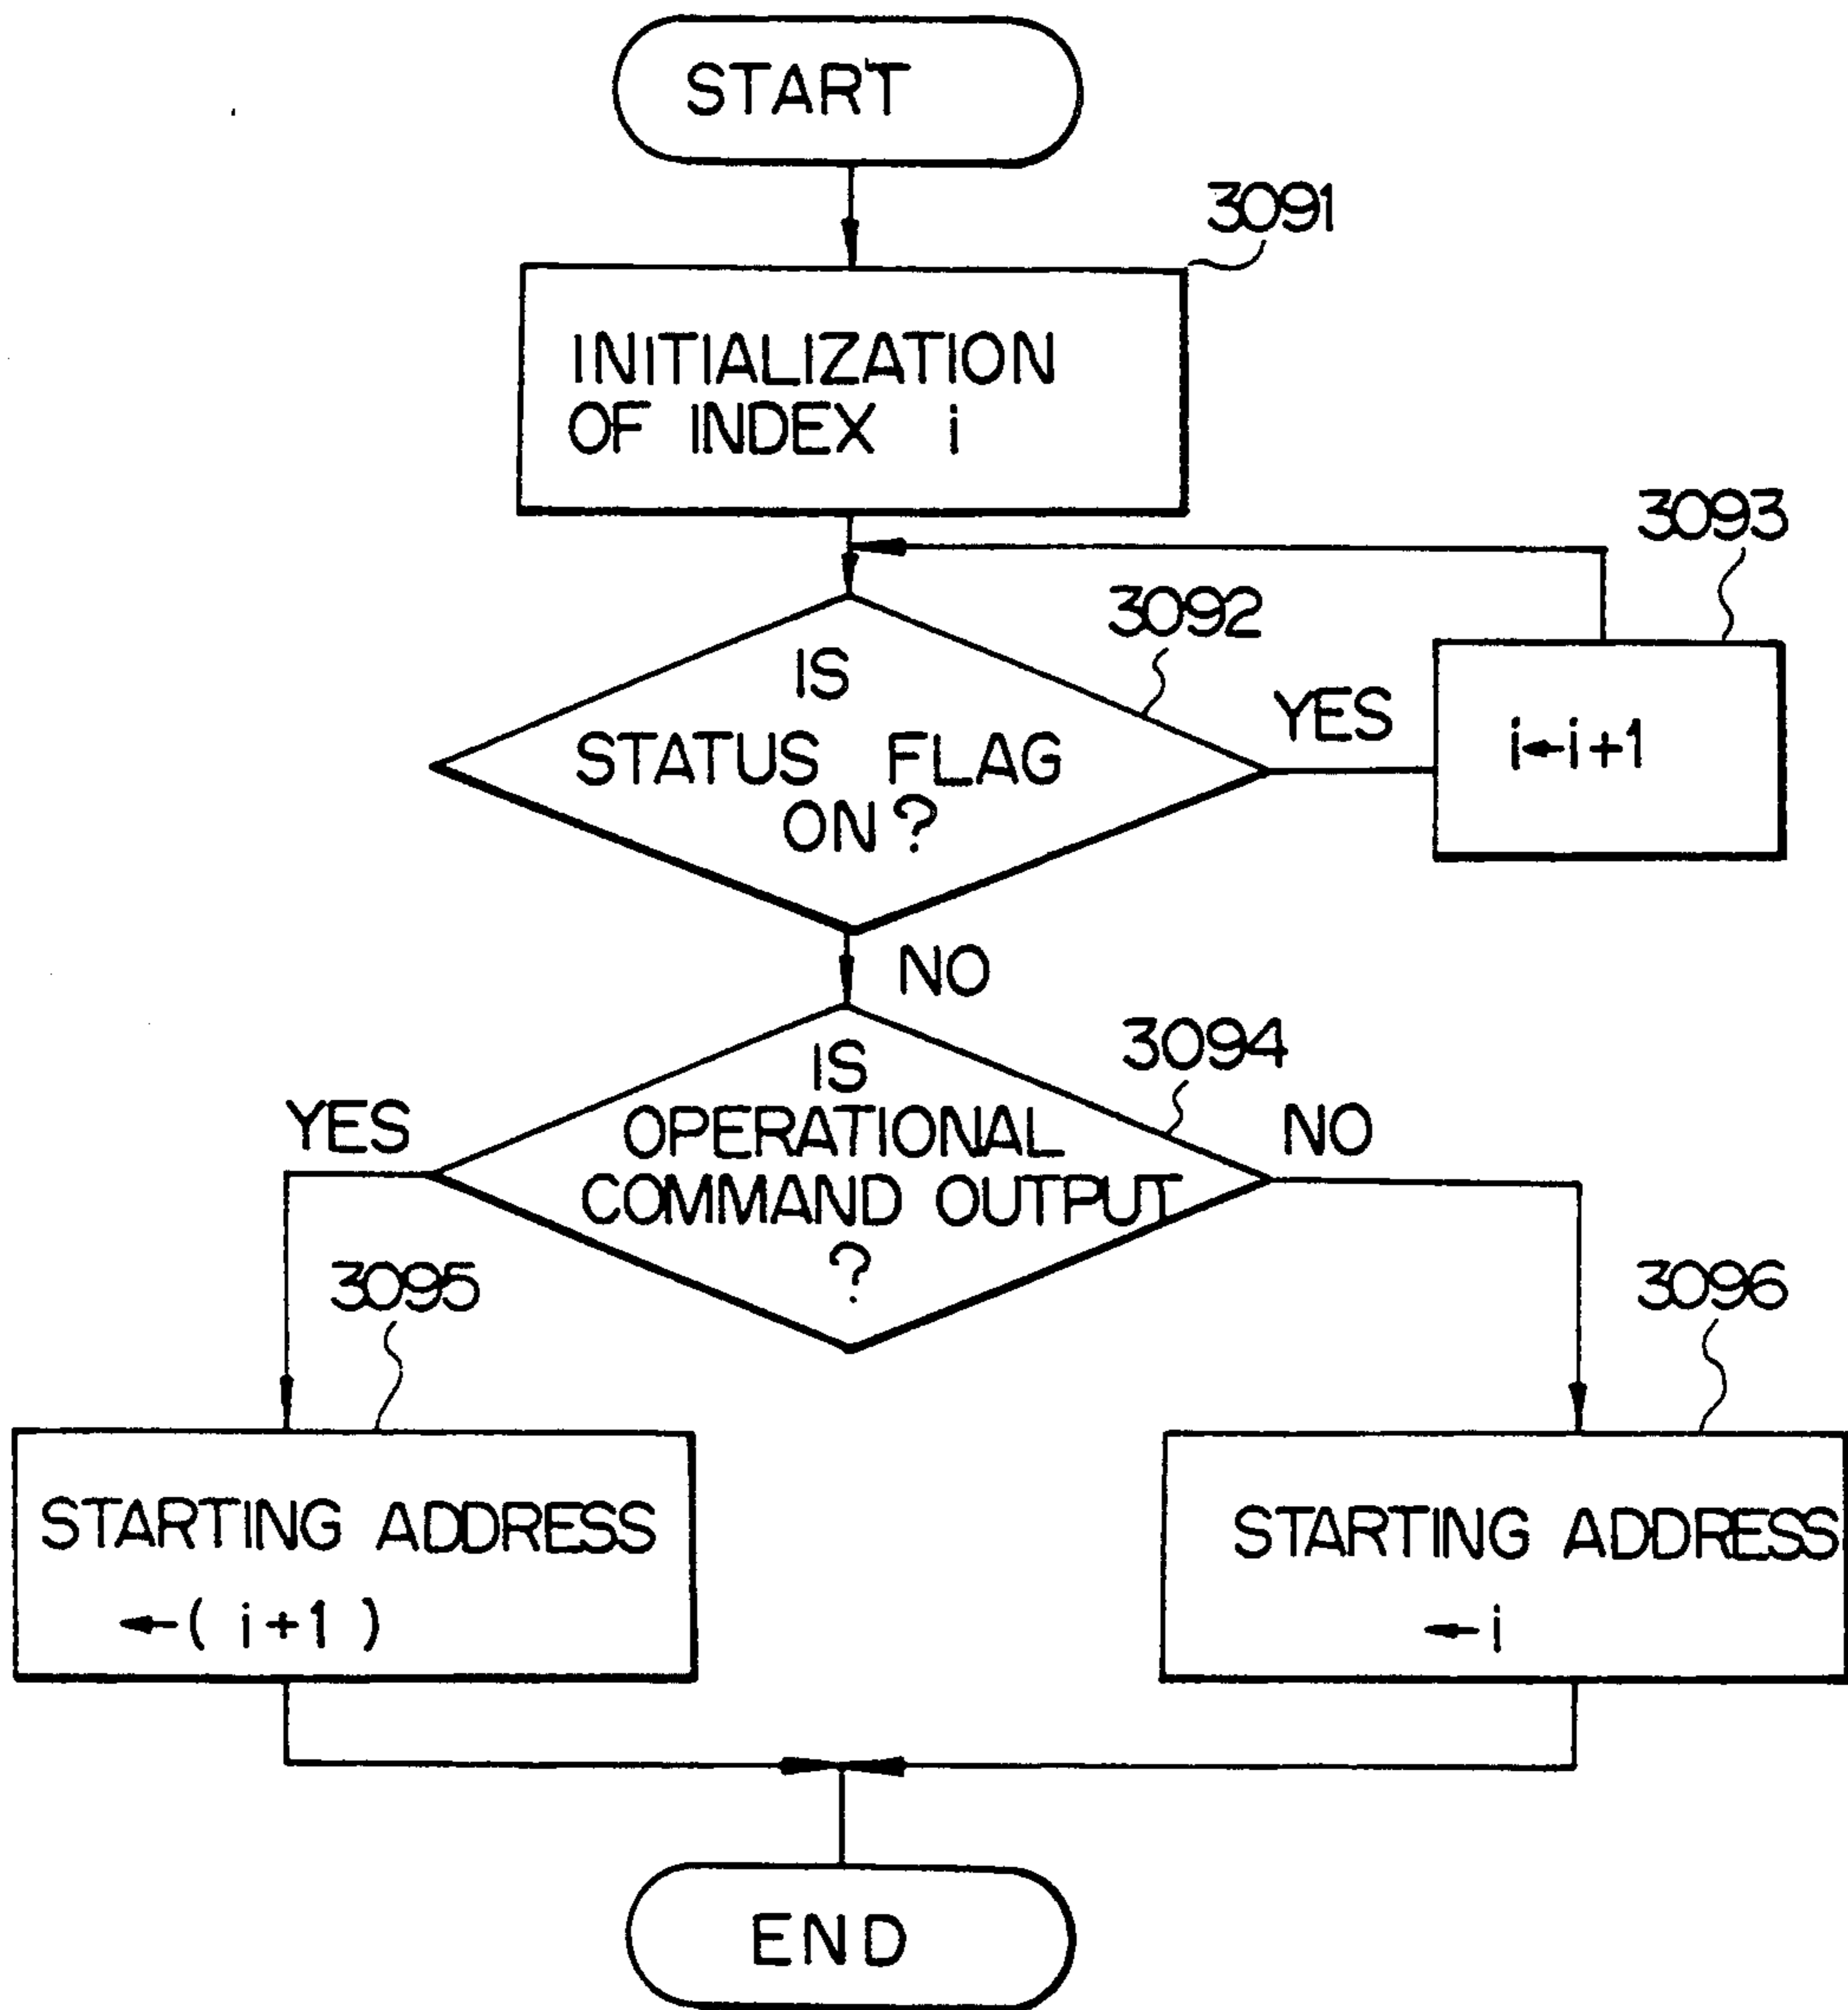 START
3091
INITIALIZATION
OF INDEX i
3093
3092
IS
STATUS FLAG
ON?
YES
i←i+1
NO
3094
IS
OPERATIONAL
COMMAND OUTPUT
?
YES
NO
3095
3096
STARTING ADDRESS
←(i+1)
STARTING ADDRESS
←i
END